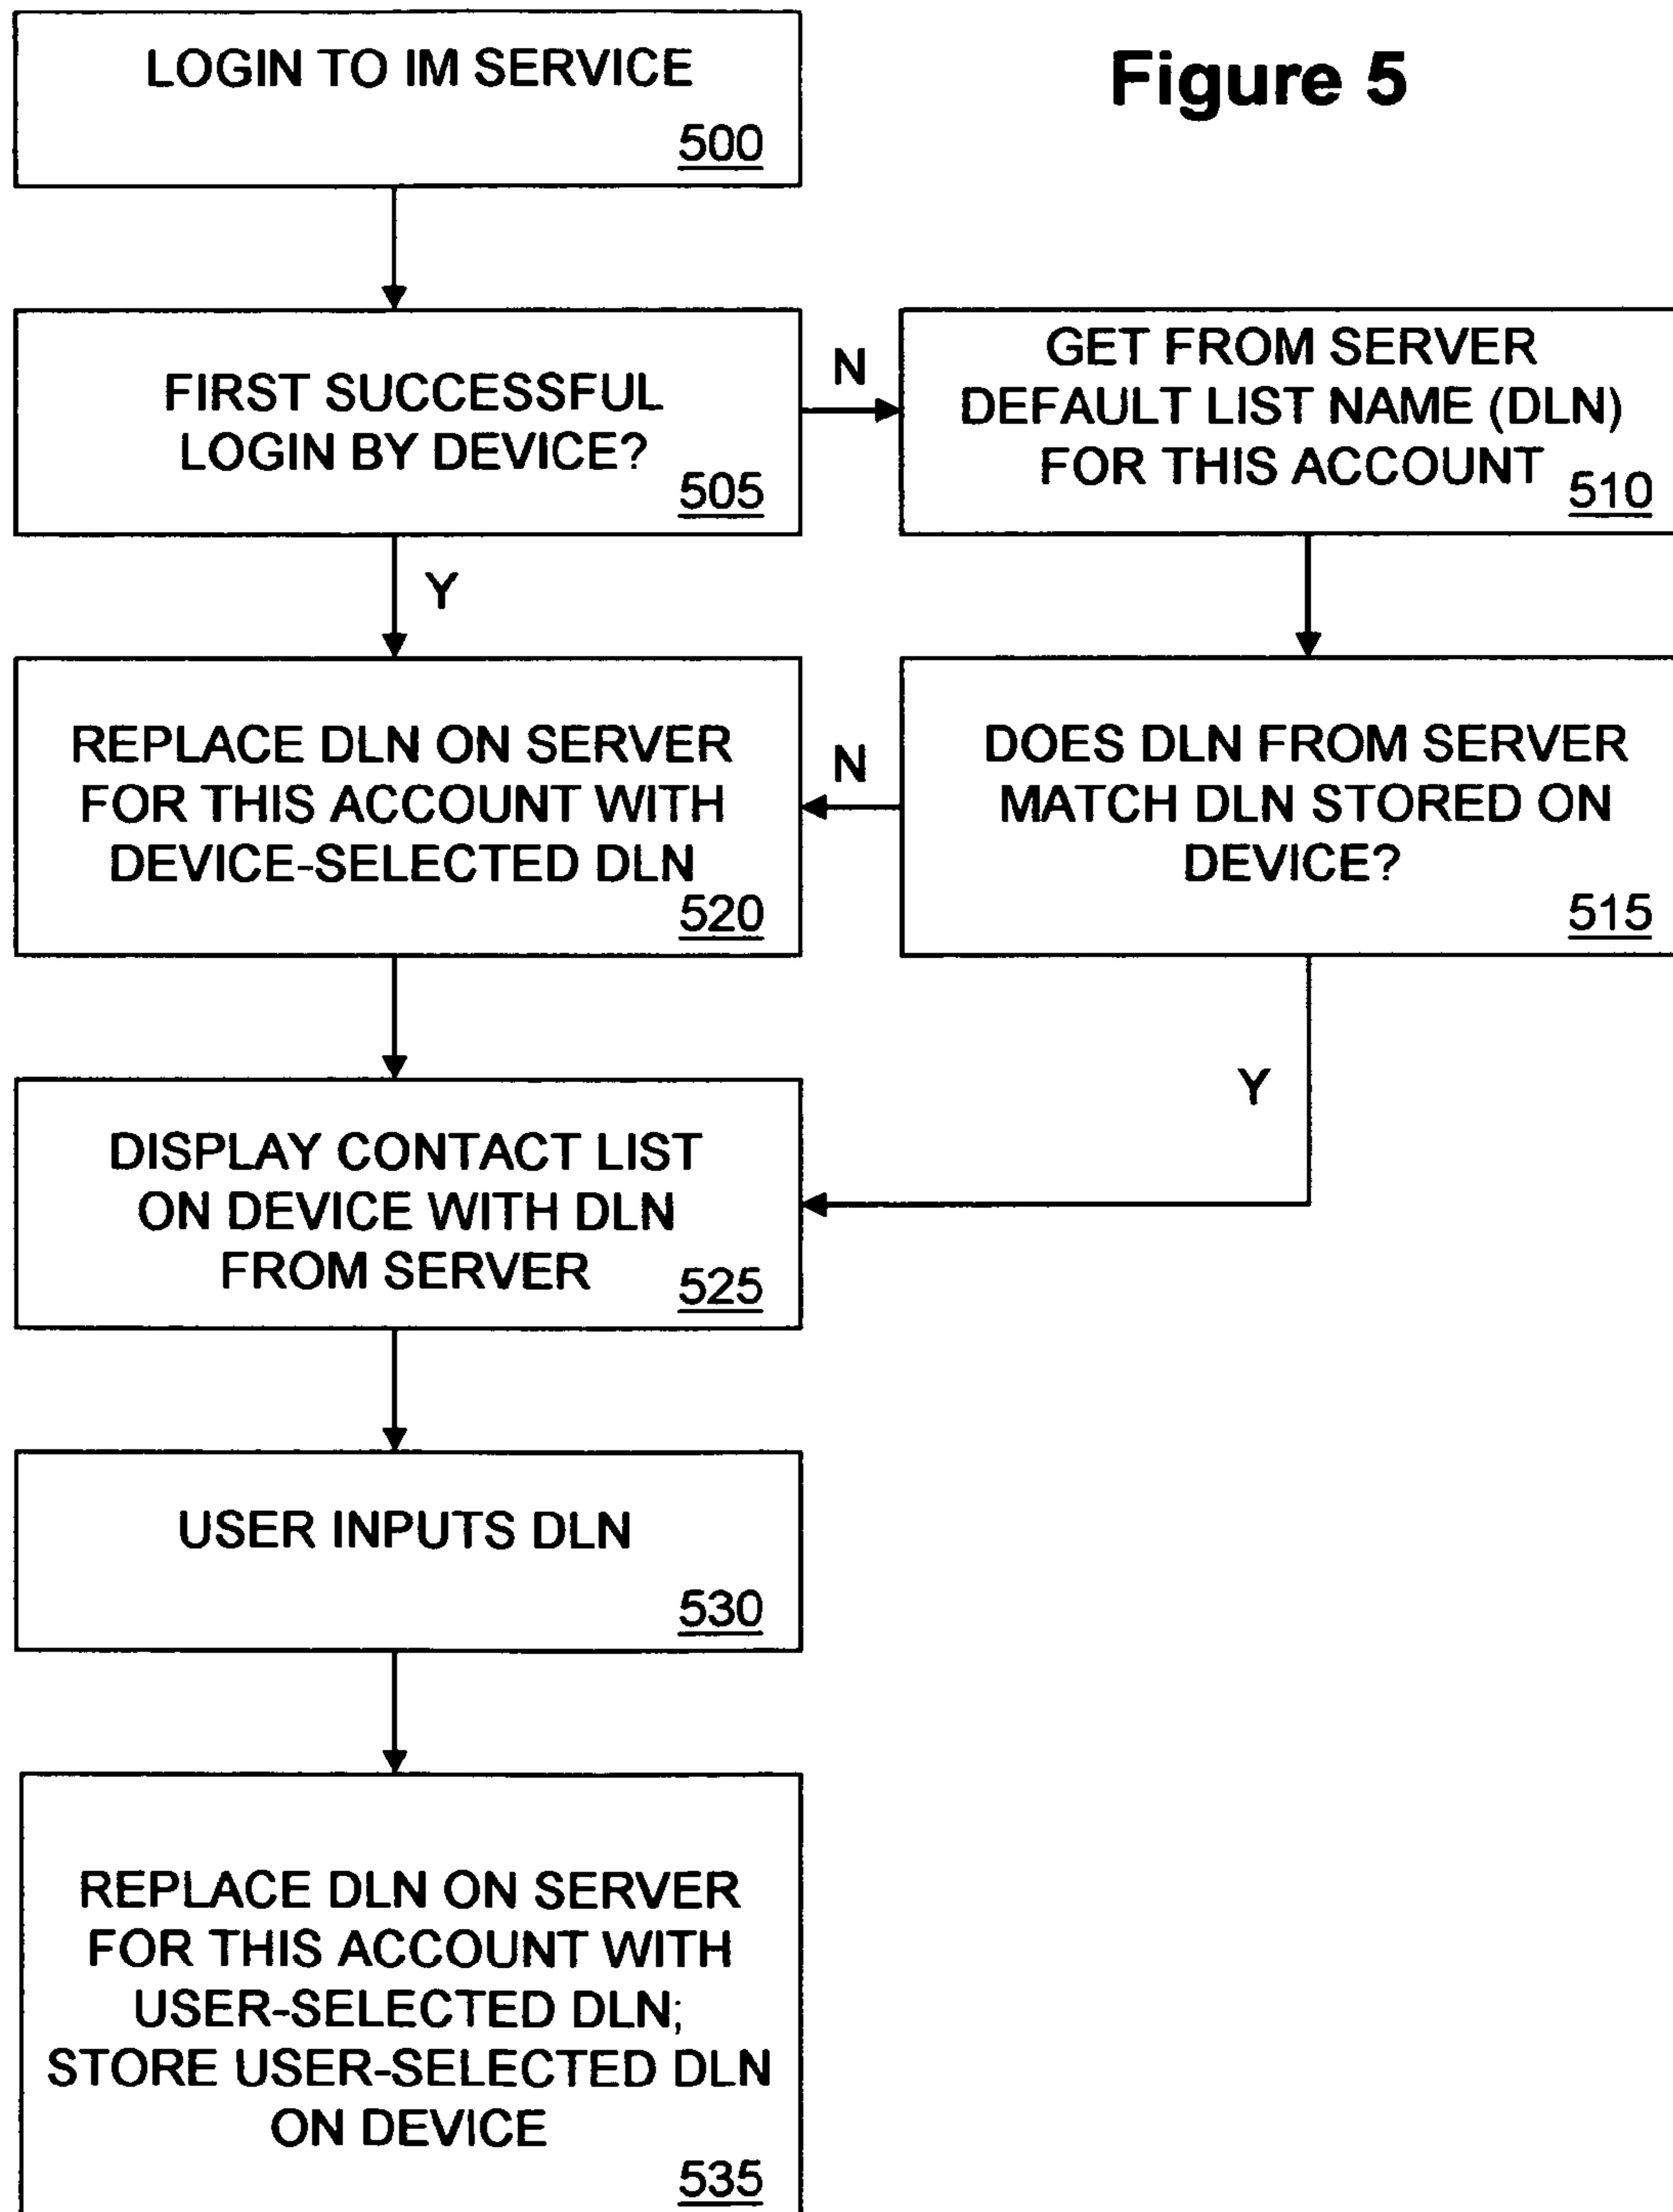 Figure 5
LOGIN TO IM SERVICE
500
FIRST SUCCESSFUL
LOGIN BY DEVICE?
505
N
GET FROM SERVER
DEFAULT LIST NAME (DLN)
FOR THIS ACCOUNT
510
Y
REPLACE DLN ON SERVER
FOR THIS ACCOUNT WITH
DEVICE-SELECTED DLN
520
N
DOES DLN FROM SERVER
MATCH DLN STORED ON
DEVICE?
515
Y
DISPLAY CONTACT LIST
ON DEVICE WITH DLN
FROM SERVER
525
USER INPUTS DLN
530
REPLACE DLN ON SERVER
FOR THIS ACCOUNT WITH
USER-SELECTED DLN;
STORE USER-SELECTED DLN
ON DEVICE
535